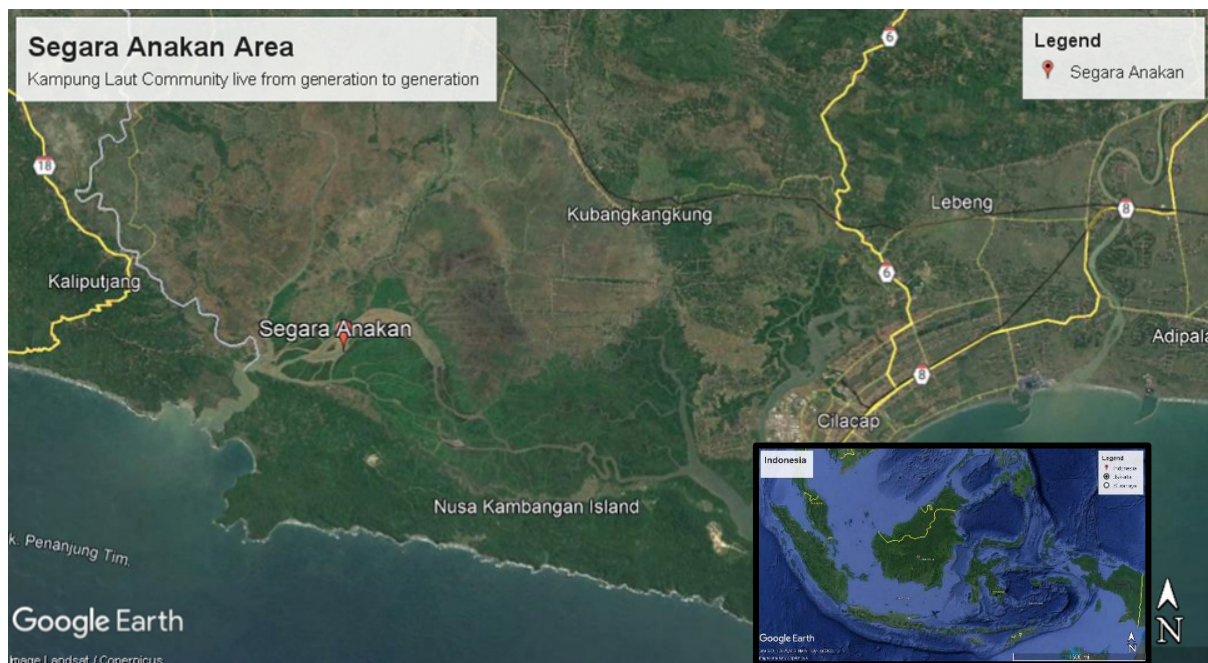 Segara Anakan Area
Kampung Laut Community live from generation to generation
Legend
Segara Anakan
6
18
Kubangkangkung
Lebeng
8
6
Kaliputjang
Segara Anakan
Adipala
8
Cilacap
Nusa Kambangan Island
k. Penanjung Tim.
Google Earth
Image Landsat / Copernicus
N
Indonesia
Legend
Indonesia
Google Earth
N